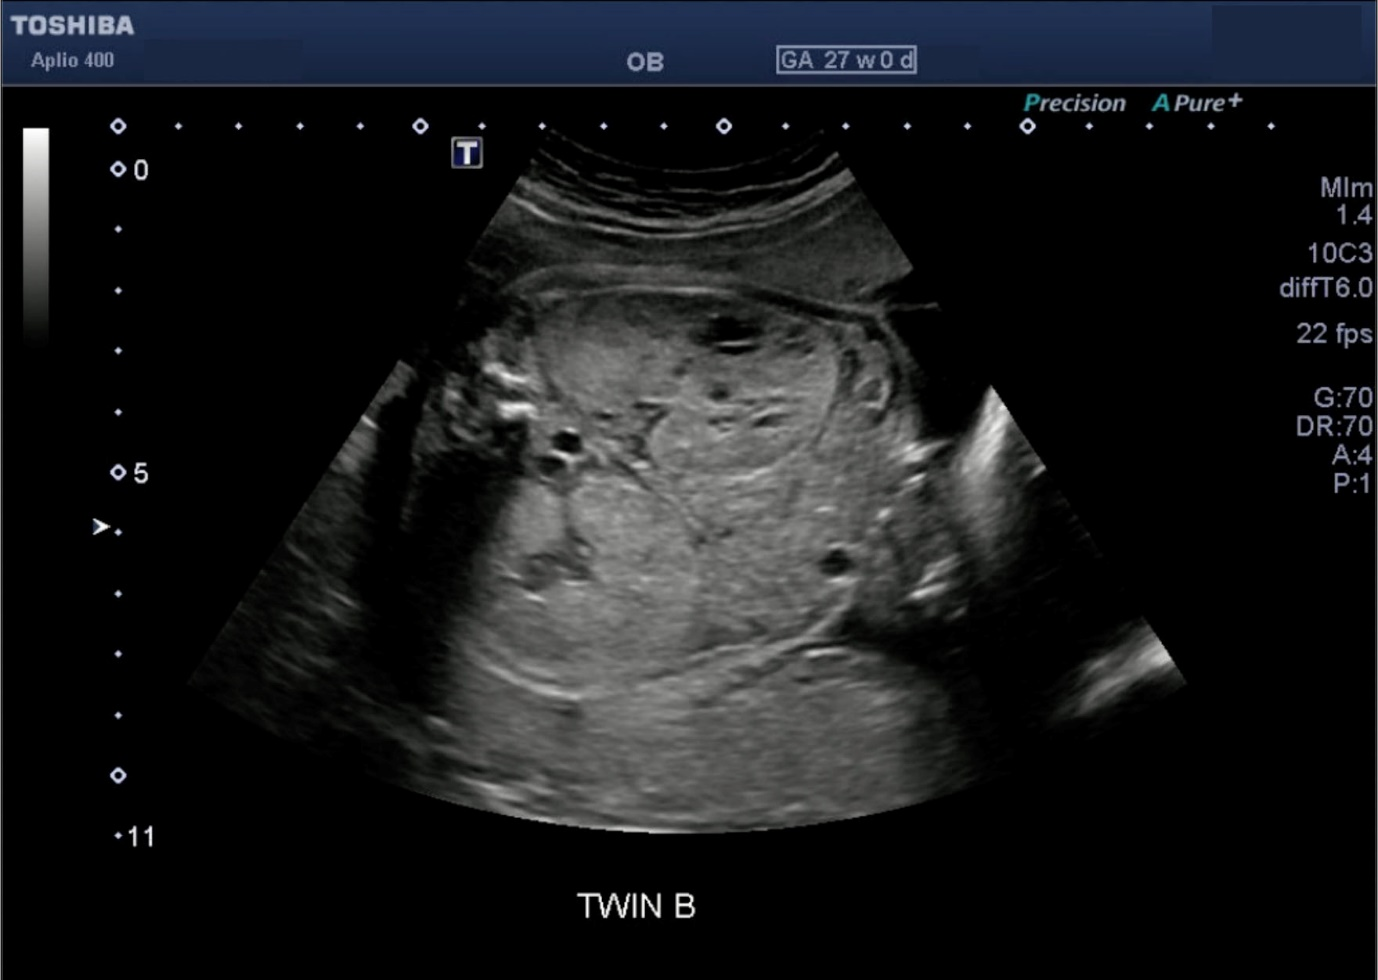 TOSHIBA
Aplio 400
OB
GA 27 w 0 d
Precision A Pure+
T
0
5
11
MIm
1.4
10C3
diffT6.0
22 fps
G:70
DR:70
A:4
P:1
TWIN B